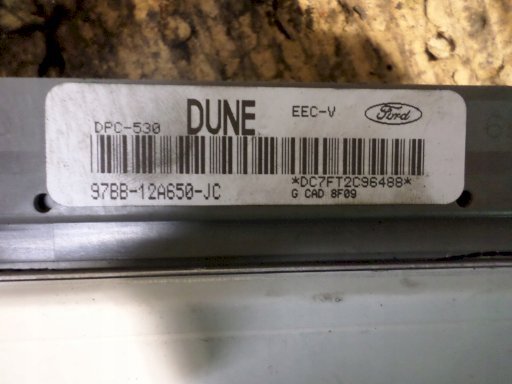 DPC-530 DUNE EEC-V Ford
97BB-12A650-JC *DC7FT2C96488*
G CAD 8F09